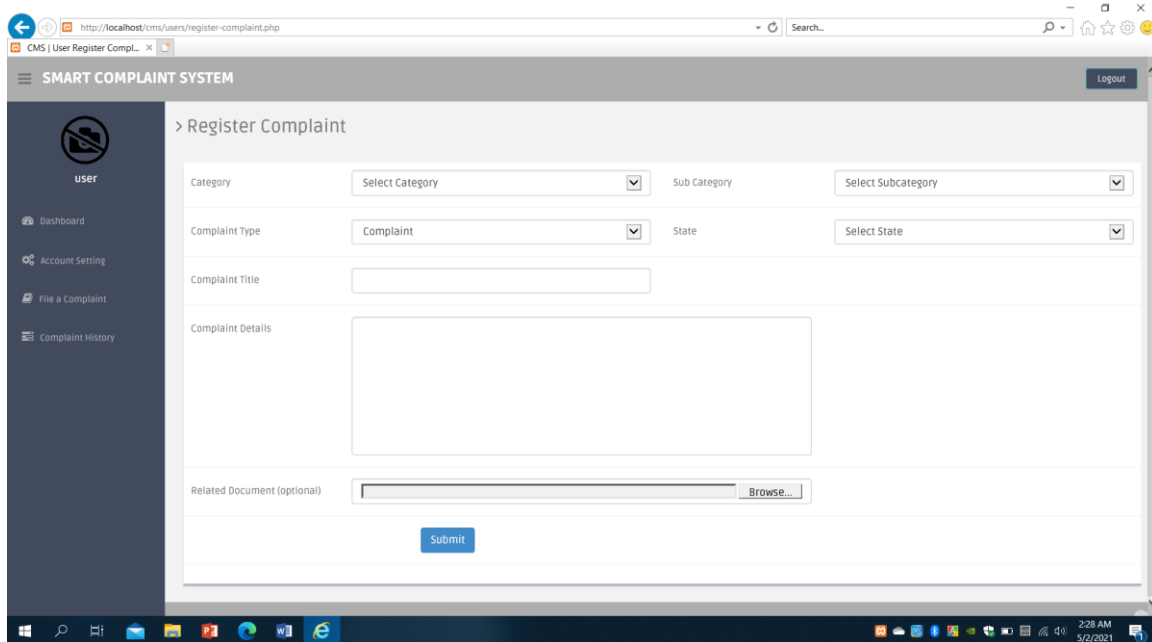 http://localhost/cms/users/register-complaint.php
Search...
CMS | User Register Compl...
SMART COMPLAINT SYSTEM
Logout
user
Dashboard
Account Setting
File a Complaint
Complaint History
> Register Complaint
Category Select Category Sub Category Select Subcategory
Complaint Type Complaint State Select State
Complaint Title
Complaint Details
Related Document (optional) Browse...
Submit
2:28 AM
5/2/2021